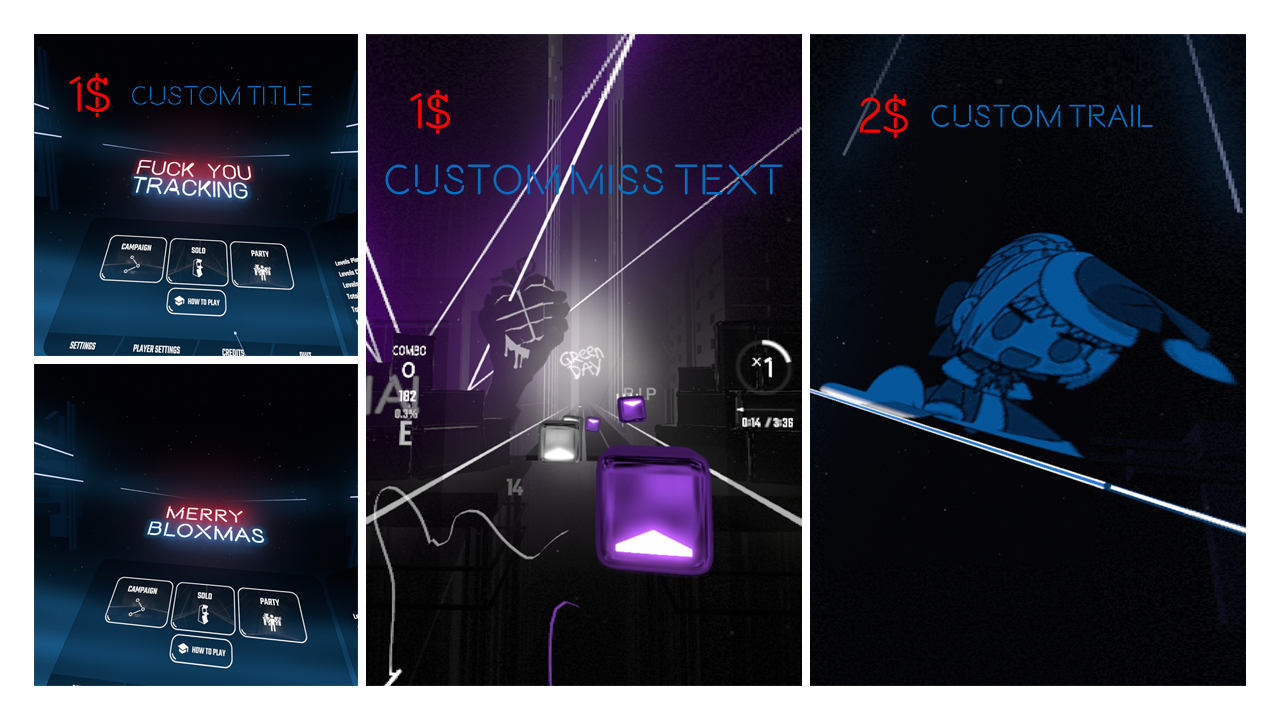 1$ CUSTOM TITLE
FUCK YOU
TRACKING
CAMPAIGN
SOLO
PARTY
HOW TO PLAY
SETTINGS
PLAYER SETTINGS
CREDITS
MERRY
BLOXMAS
CAMPAIGN
SOLO
PARTY
HOW TO PLAY
1$
CUSTOM MISS TEXT
COMBO
0
182
0.3%
E
GREEN
DAY
x1
RIP
0:14 / 3:36
14
2$ CUSTOM TRAIL